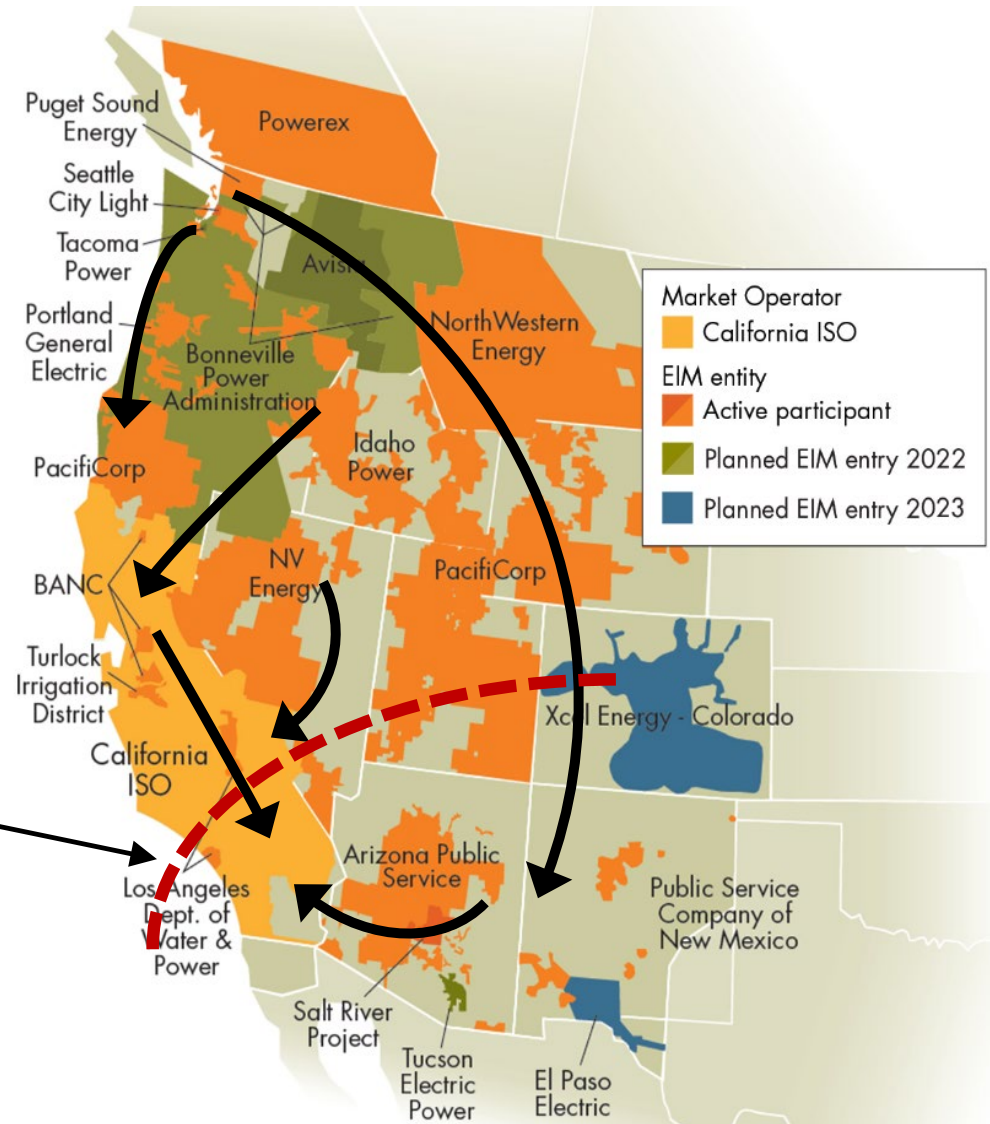 Puget Sound
Energy
Powerex
Seattle
City Light
Tacoma
Power
Avista
Portland
General
Electric
Bonneville
Power
Administration
NorthWestern
Energy
Market Operator
California ISO
EIM entity
Active participant
Planned EIM entry 2022
Planned EIM entry 2023
PacifiCorp
Idaho
Power
BANC
NV
Energy
PacifiCorp
Turlock
Irrigation
District
Xcel Energy - Colorado
California
ISO
Los Angeles
Dept. of
Water &
Power
Arizona Public
Service
Public Service
Company of
New Mexico
Salt River
Project
Tucson
Electric
Power
El Paso
Electric